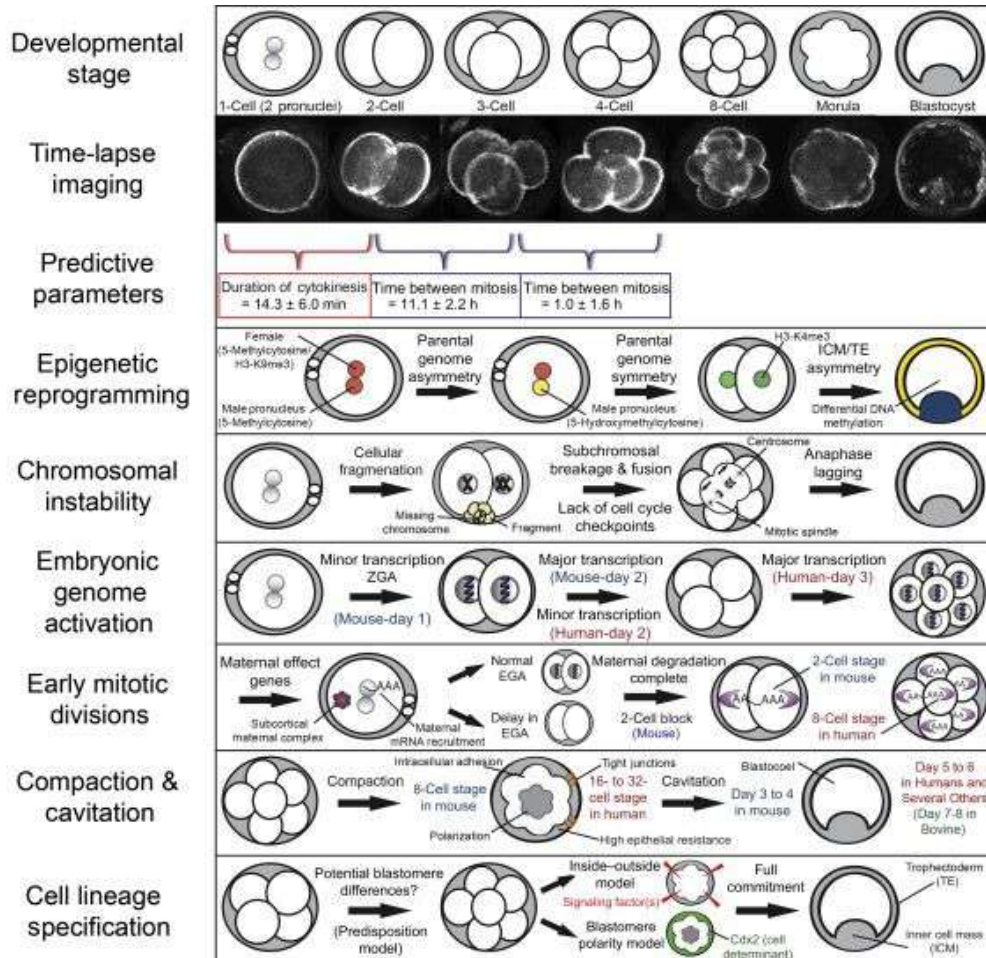 Developmental
stage
1-Cell (2 pronuclei)
2-Cell
3-Cell
4-Cell
8-Cell
Morula
Blastocyst
Time-lapse
imaging
Predictive
parameters
Duration of cytokinesis
= 14.3 ± 6.0 min
Time between mitosis
= 11.1 ± 2.2 h
Time between mitosis
= 1.0 ± 1.6 h
Epigenetic
reprogramming
Female
(5-Methylcytosine/
H3-K9me3)
Male pronucleus
(5-Methylcytosine)
Parental
genome
asymmetry
Male pronucleus
(5-Hydroxymethylcytosine)
Parental
genome
symmetry
H3-K4me3
ICM/TE
asymmetry
Differential DNA
methylation
Chromosomal
instability
Cellular
fragmenation
Missing
chromosome
Fragment
Subchromosal
breakage & fusion
Lack of cell cycle
checkpoints
Centrosome
Mitotic spindle
Anaphase
lagging
Embryonic
genome
activation
Minor transcription
ZGA
(Mouse-day 1)
Major transcription
(Mouse-day 2)
Minor transcription
(Human-day 2)
Major transcription
(Human-day 3)
Early mitotic
divisions
Maternal effect
genes
Subcortical
maternal complex
AAA
Maternal
mRNA recruitment
Normal
EGA
Delay in
EGA
Maternal degradation
complete
2-Cell block
(Mouse)
AA
AAA
2-Cell stage
in mouse
8-Cell stage
in human
AAA
AA
AAA
AA
AAA
Compaction &
cavitation
Compaction
8-Cell stage
in mouse
Intracellular adhesion
Polarization
Tight junctions
16- to 32-
cell stage
in human
High epithelial resistance
Cavitation
Day 3 to 4
in mouse
Blastocoel
Day 5 to 6
in Humans and
Several Others
(Day 7-8 in
Bovine)
Cell lineage
specification
Potential blastomere
differences?
(Predisposition model)
Inside–outside
model
Signaling factor(s)
Blastomere
polarity model
Cdx2 (cell
determinant)
Full
commitment
Trophectoderm
(TE)
Inner cell mass
(ICM)